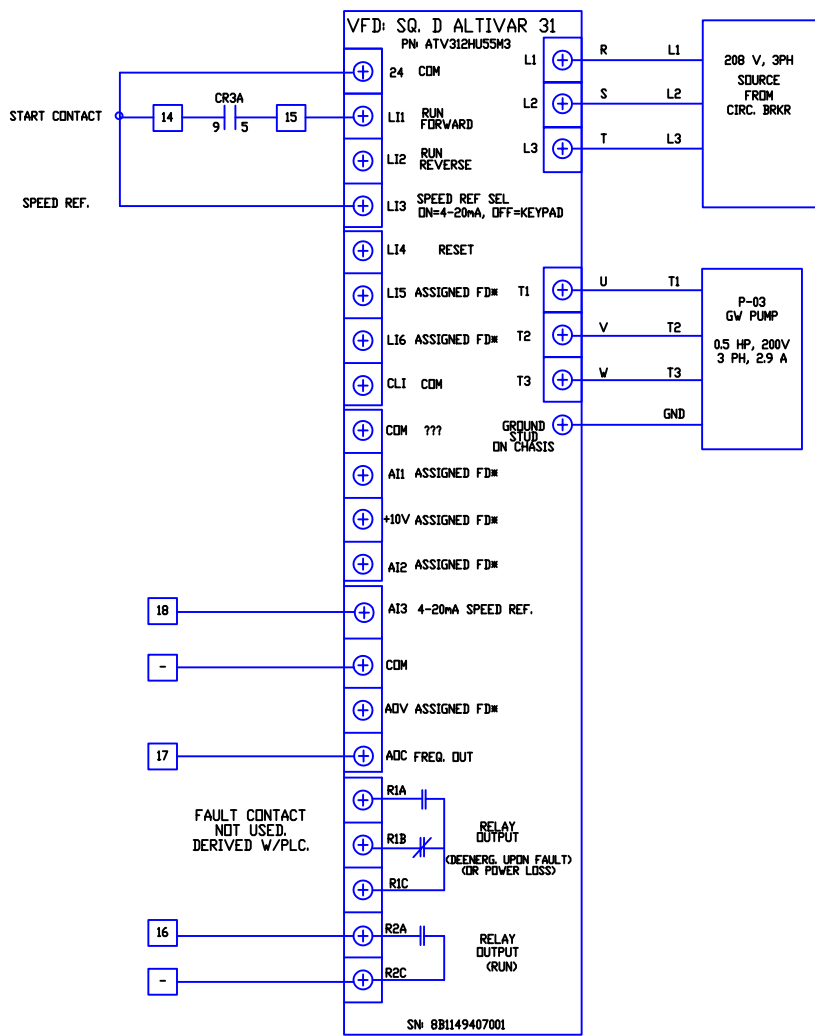 VFD: SQ. D ALTIVAR 31
PN: ATV312HU55M3
24 COM
START CONTACT
14
CR3A
9 5
15
LI1 RUN
FORWARD
LI2 RUN
REVERSE
SPEED REF.
LI3 SPEED REF SEL
ON=4-20mA, OFF=KEYPAD
LI4 RESET
LI5 ASSIGNED FD*
LI6 ASSIGNED FD*
CLI COM
COM ???
AI1 ASSIGNED FD*
+10V ASSIGNED FD*
AI2 ASSIGNED FD*
18
AI3 4-20mA SPEED REF.
-
COM
AOV ASSIGNED FD*
17
AOC FREQ. OUT
L1 R L1
L2 S L2
L3 T L3
208 V, 3PH
SOURCE
FROM
CIRC. BRKR
T1 U T1
T2 V T2
T3 W T3
GROUND
STUD
ON CHASIS
GND
P-03
GW PUMP
0.5 HP, 200V
3 PH, 2.9 A
FAULT CONTACT
NOT USED.
DERIVED W/PLC.
R1A
R1B
R1C
RELAY
OUTPUT
(DEENERG. UPON FAULT)
(OR POWER LOSS)
16
R2A
-
R2C
RELAY
OUTPUT
(RUN)
SN: 8B1149407001